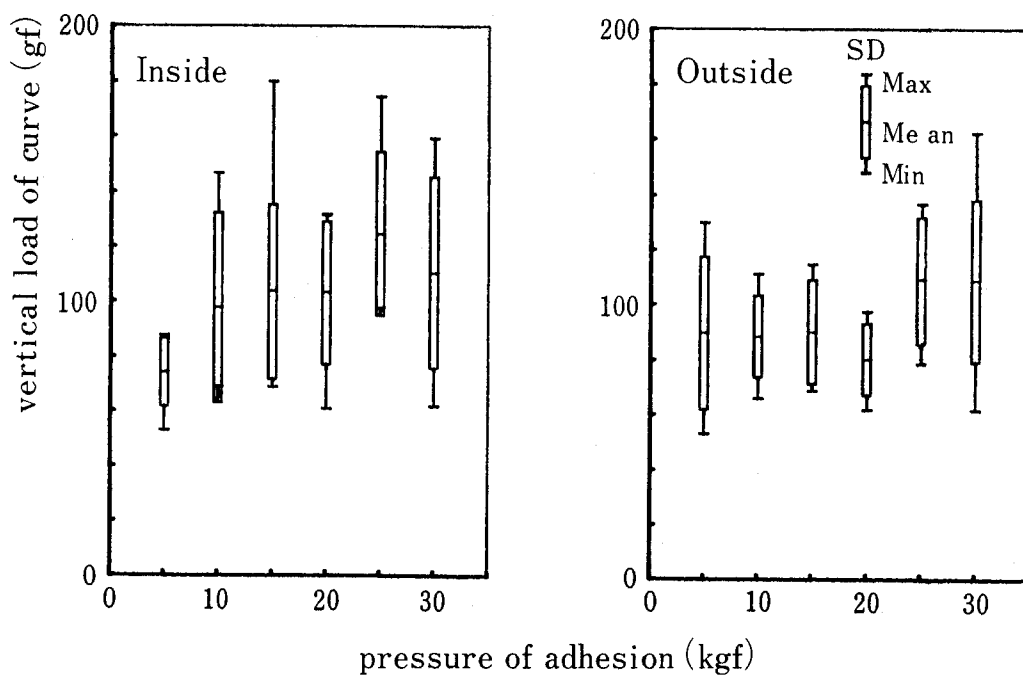 vertical load of curve (gf)
200
100
0
Inside
0
10
20
30
200
100
0
Outside
SD
Max
Me an
Min
0
10
20
30
pressure of adhesion (kgf)